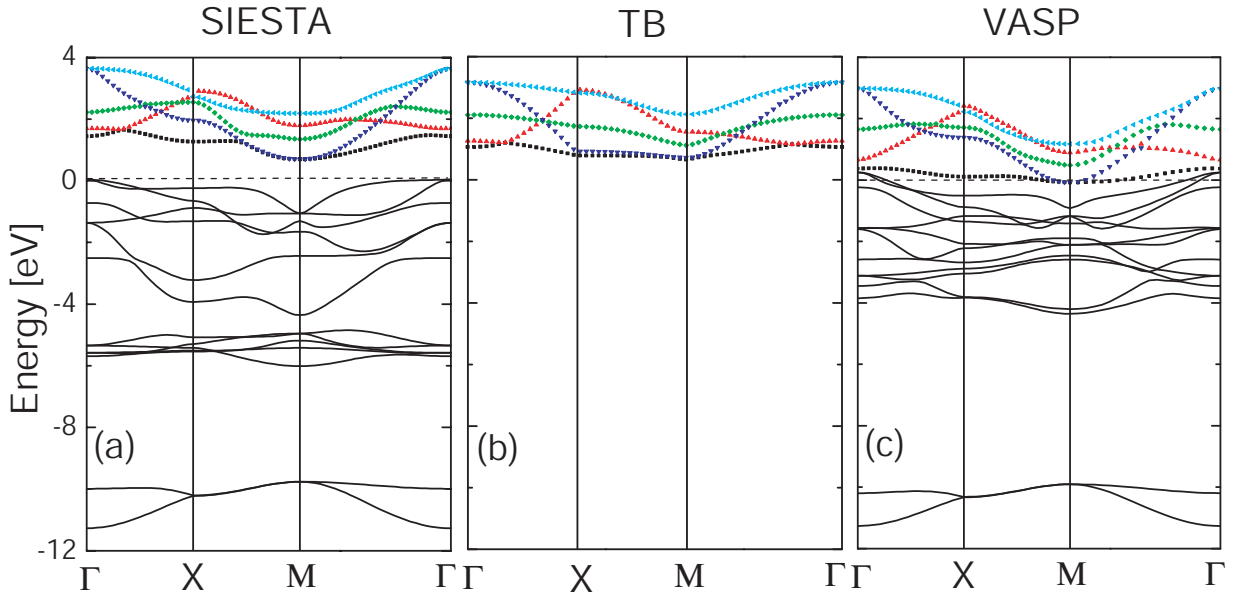 SIESTA TB VASP
4
0
-4
-8
-12
Energy [eV]
(a) (b) (c)
Γ X M Γ Γ X M Γ Γ X M Γ